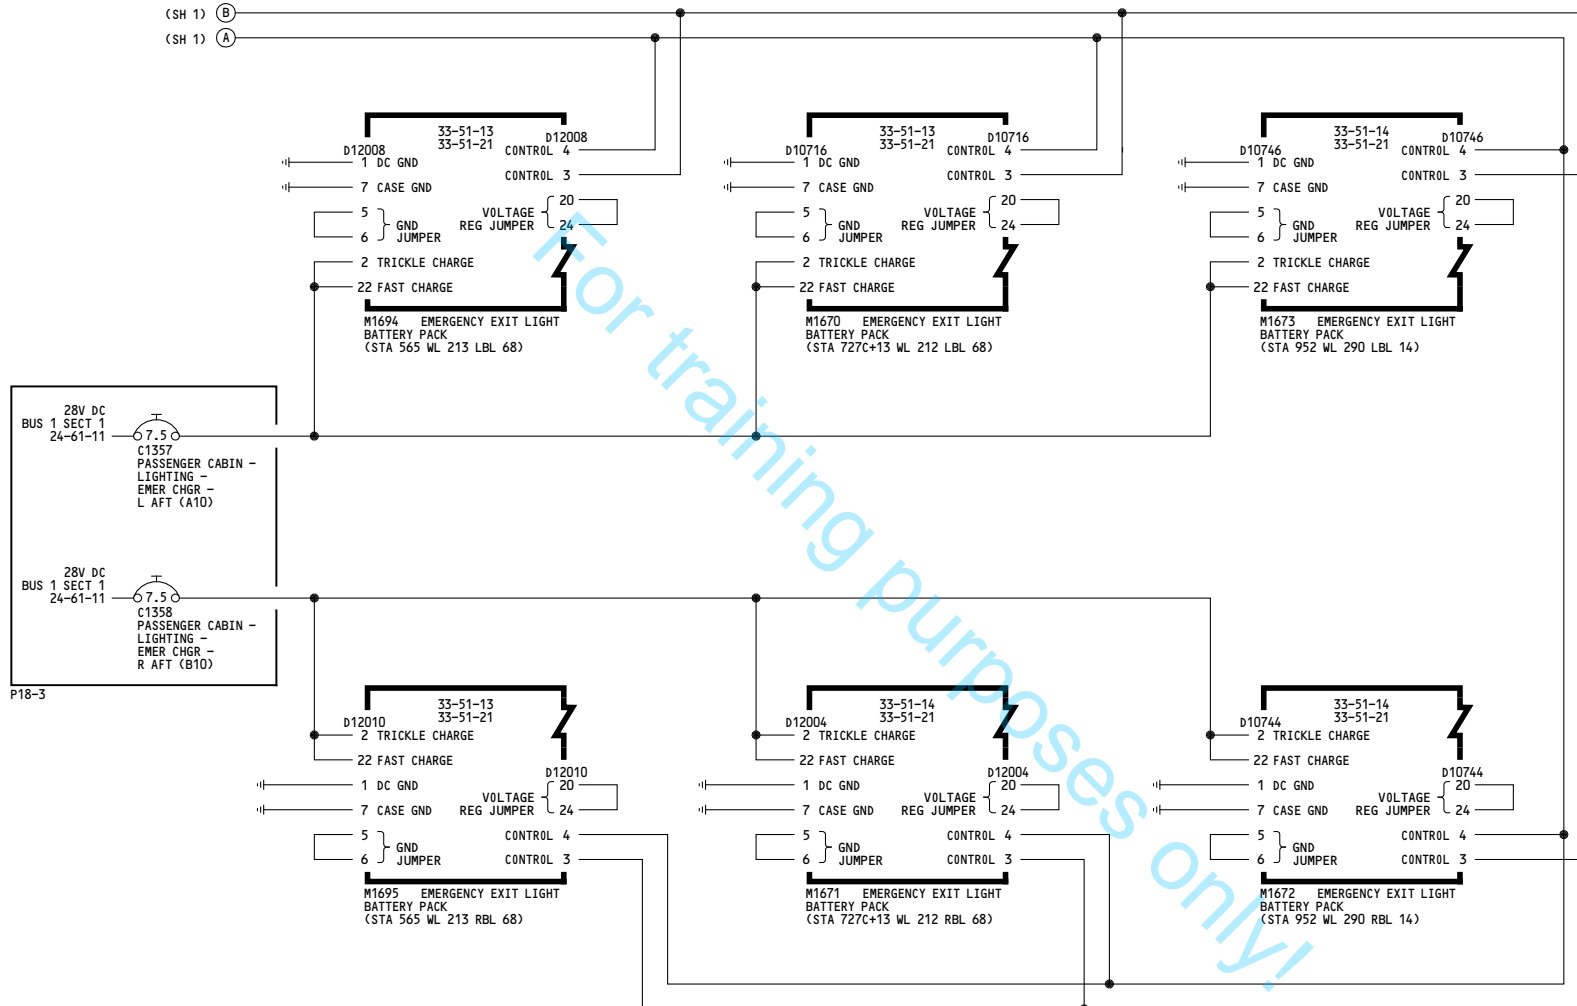 (SH 1) B
(SH 1) A
33-51-13
33-51-21
D12008
D12008
CONTROL 4
1 DC GND
CONTROL 3
7 CASE GND
20
VOLTAGE
REG JUMPER
24
5
GND
6 JUMPER
2 TRICKLE CHARGE
22 FAST CHARGE
M1694 EMERGENCY EXIT LIGHT
BATTERY PACK
(STA 565 WL 213 LBL 68)
33-51-13
33-51-21
D10716
D10716
CONTROL 4
1 DC GND
CONTROL 3
7 CASE GND
20
VOLTAGE
REG JUMPER
24
5
GND
6 JUMPER
2 TRICKLE CHARGE
22 FAST CHARGE
M1670 EMERGENCY EXIT LIGHT
BATTERY PACK
(STA 727C+13 WL 212 LBL 68)
33-51-14
33-51-21
D10746
D10746
CONTROL 4
1 DC GND
CONTROL 3
7 CASE GND
20
VOLTAGE
REG JUMPER
24
5
GND
6 JUMPER
2 TRICKLE CHARGE
22 FAST CHARGE
M1673 EMERGENCY EXIT LIGHT
BATTERY PACK
(STA 952 WL 290 LBL 14)
28V DC
BUS 1 SECT 1
24-61-11
7.5
C1357
PASSENGER CABIN -
LIGHTING -
EMER CHGR -
L AFT (A10)
28V DC
BUS 1 SECT 1
24-61-11
7.5
C1358
PASSENGER CABIN -
LIGHTING -
EMER CHGR -
R AFT (B10)
P18-3
33-51-13
33-51-21
D12010
2 TRICKLE CHARGE
22 FAST CHARGE
D12010
1 DC GND
20
VOLTAGE
REG JUMPER
24
7 CASE GND
5
GND
6 JUMPER
CONTROL 4
CONTROL 3
M1695 EMERGENCY EXIT LIGHT
BATTERY PACK
(STA 565 WL 213 RBL 68)
33-51-14
33-51-21
D12004
2 TRICKLE CHARGE
22 FAST CHARGE
D12004
1 DC GND
20
VOLTAGE
REG JUMPER
24
7 CASE GND
5
GND
6 JUMPER
CONTROL 4
CONTROL 3
M1671 EMERGENCY EXIT LIGHT
BATTERY PACK
(STA 727C+13 WL 212 RBL 68)
33-51-14
33-51-21
D10744
2 TRICKLE CHARGE
22 FAST CHARGE
D10744
1 DC GND
20
VOLTAGE
REG JUMPER
24
7 CASE GND
5
GND
6 JUMPER
CONTROL 4
CONTROL 3
M1672 EMERGENCY EXIT LIGHT
BATTERY PACK
(STA 952 WL 290 RBL 14)
For training purposes only!